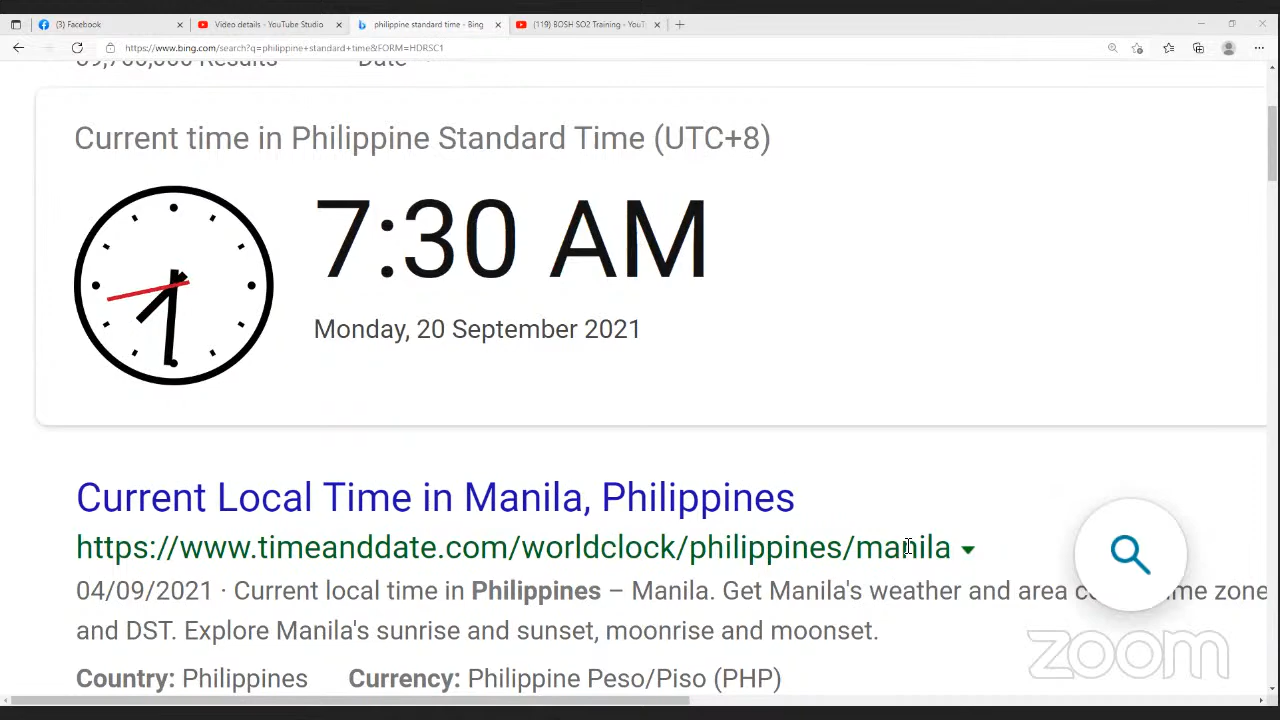 (3) Facebook
Video details - YouTube Studio
philippine standard time - Bing
(119) BOSH SO2 Training - YouT
https://www.bing.com/search?q=philippine+standard+time&FORM=HDRSC1
Results
Date
Current time in Philippine Standard Time (UTC+8)
7:30 AM
Monday, 20 September 2021
Current Local Time in Manila, Philippines
https://www.timeanddate.com/worldclock/philippines/manila
04/09/2021 · Current local time in Philippines – Manila. Get Manila's weather and area zone
and DST. Explore Manila's sunrise and sunset, moonrise and moonset.
Country: Philippines
Currency: Philippine Peso/Piso (PHP)
zoom